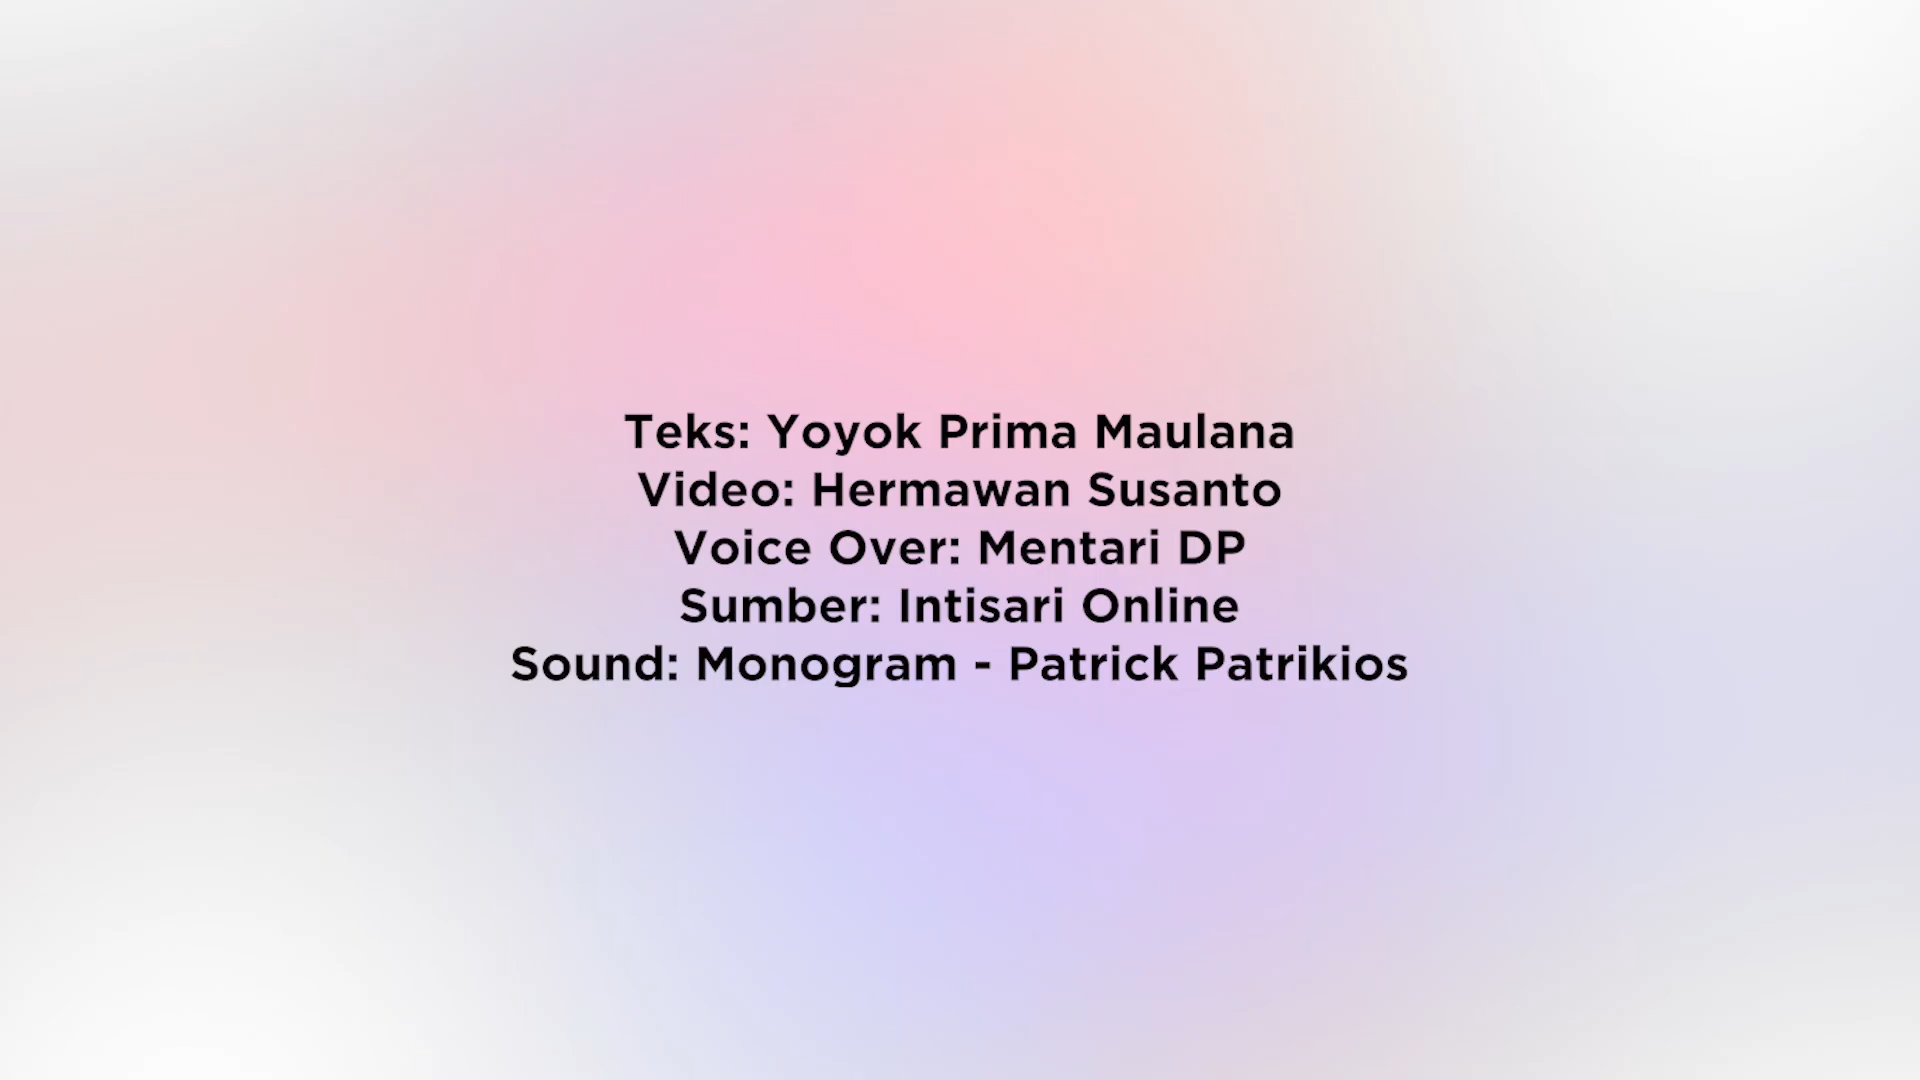 Teks: Yoyok Prima Maulana
Video: Hermawan Susanto
Voice Over: Mentari DP
Sumber: Intisari Online
Sound: Monogram - Patrick Patrikios